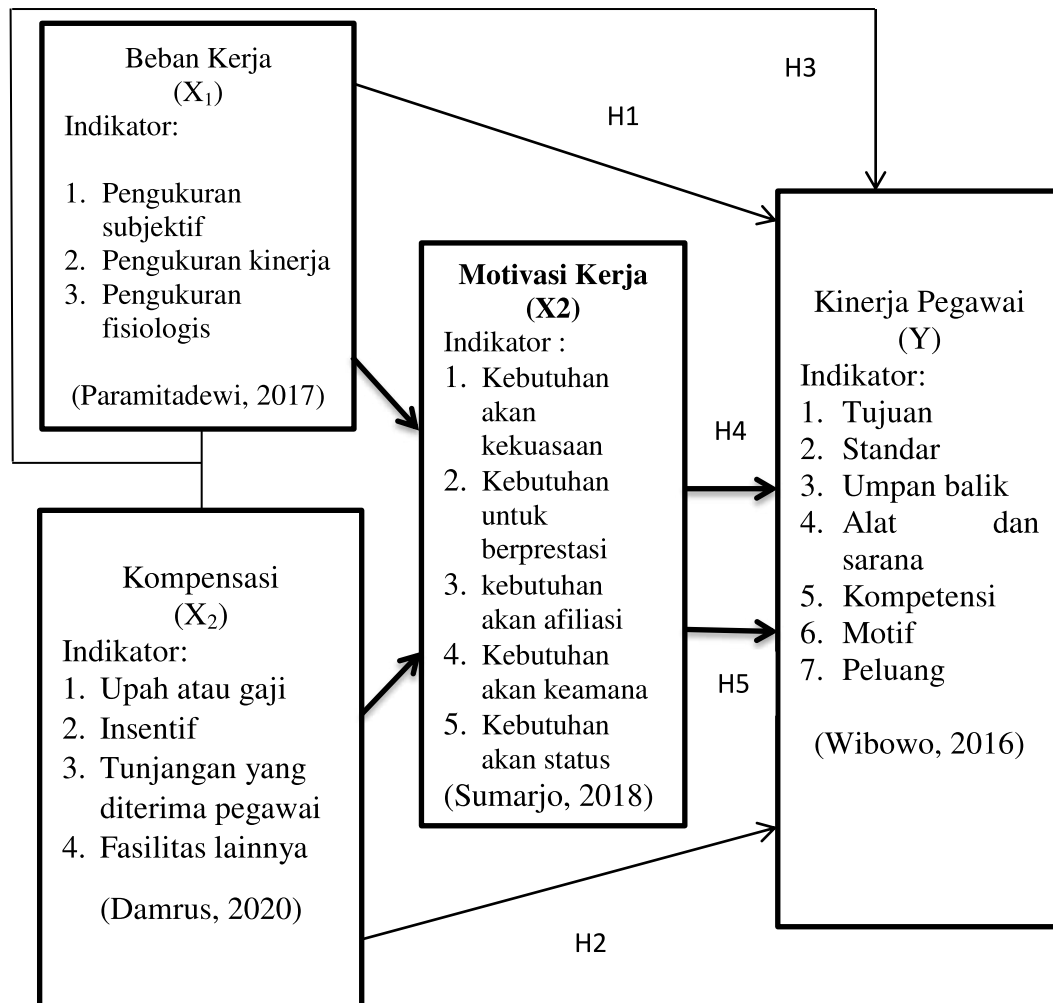 Beban Kerja
(X₁)
Indikator:
1. Pengukuran
subjektif
2. Pengukuran kinerja
3. Pengukuran
fisiologis
(Paramitadewi, 2017)
Kompensasi
(X₂)
Indikator:
1. Upah atau gaji
2. Insentif
3. Tunjangan yang
diterima pegawai
4. Fasilitas lainnya
(Damrus, 2020)
Motivasi Kerja
(X2)
Indikator :
1. Kebutuhan
akan
kekuasaan
2. Kebutuhan
untuk
berprestasi
3. kebutuhan
akan afiliasi
4. Kebutuhan
akan keamana
5. Kebutuhan
akan status
(Sumarjo, 2018)
H1
H3
H4
H5
H2
Kinerja Pegawai
(Y)
Indikator:
1. Tujuan
2. Standar
3. Umpan balik
4. Alat dan
sarana
5. Kompetensi
6. Motif
7. Peluang
(Wibowo, 2016)